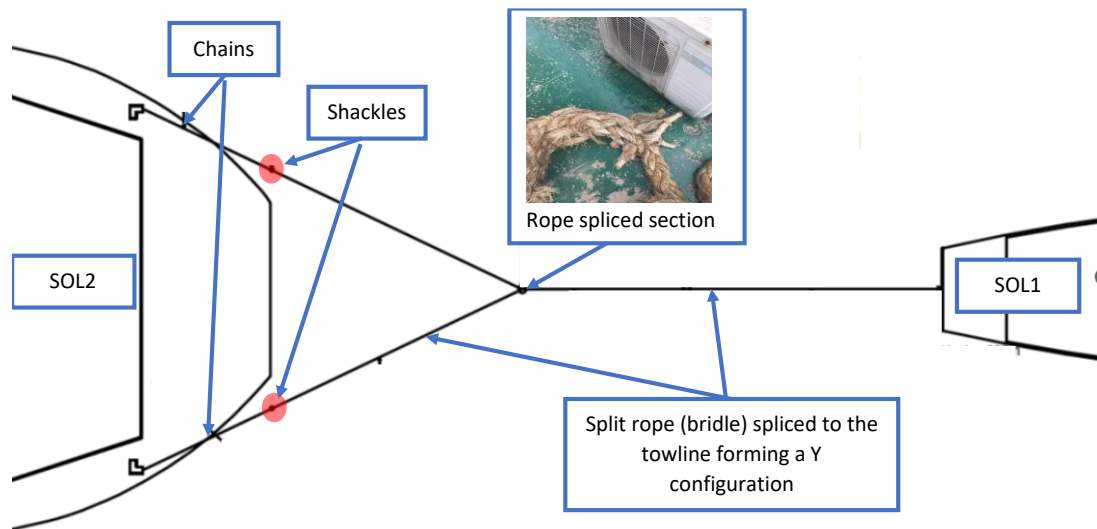 Chains
Shackles
Rope spliced section
SOL2
SOL1
Split rope (bridle) spliced to the
towline forming a Y
configuration